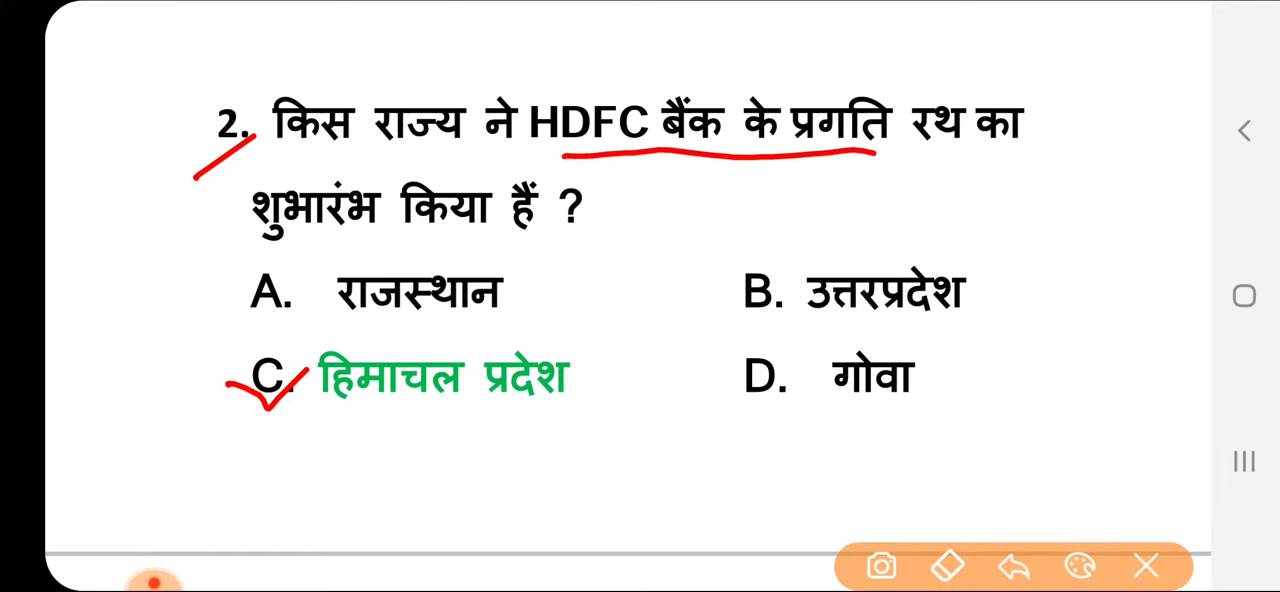 2. किस राज्य ने HDFC बैंक के प्रगति रथ का
शुभारंभ किया हैं ?
A. राजस्थान B. उत्तरप्रदेश
C. हिमाचल प्रदेश D. गोवा